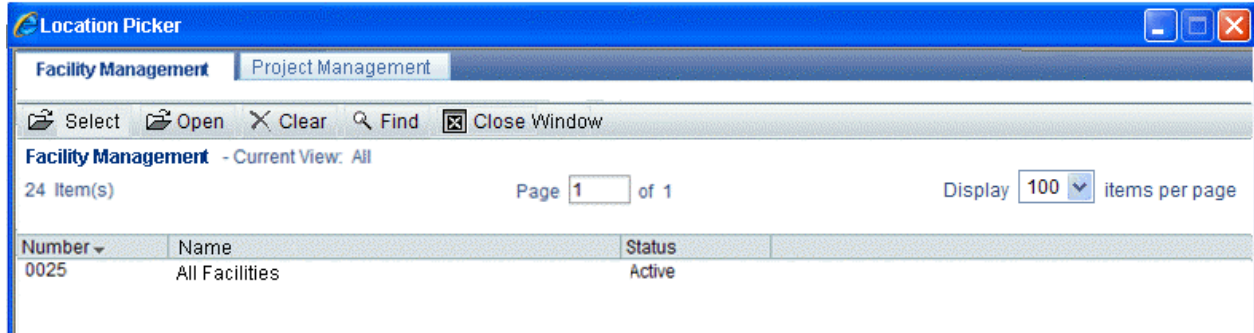 Location Picker
Facility Management Project Management
Select Open Clear Find Close Window
Facility Management - Current View: All
24 Item(s) Page 1 of 1 Display 100 items per page
Number Name Status
0025 All Facilities Active